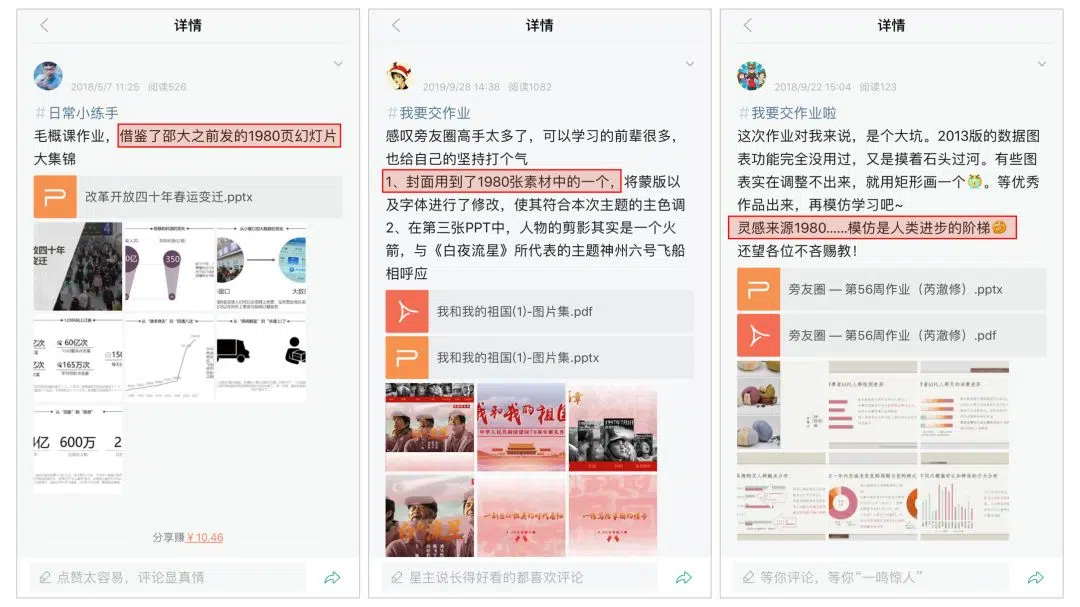 详情
2018/5/7 11:25 阅读526
#日常小练手
毛概课作业，借鉴了邵大之前发的1980页幻灯片
大集锦
改革开放四十年春运变迁.pptx
四十年
变迁
350
60亿次
165万次
600万
分享赚￥10.46
点赞太容易，评论显真情
详情
2019/9/28 14:38 阅读1082
#我要交作业
感叹旁友圈高手太多了，可以学习的前辈很多，
也给自己的坚持打个气
1、封面用到了1980张素材中的一个，将蒙版以
及字体进行了修改，使其符合本次主题的主色调
2、在第三张PPT中，人物的剪影其实是一个火
箭，与《白夜流星》所代表的主题神州六号飞船
相呼应
我和我的祖国(1)-图片集.pdf
我和我的祖国(1)-图片集.pptx
我和我的祖国
1997年7月1日
星主说长得好看的都喜欢评论
详情
2018/9/22 15:04 阅读123
#我要交作业啦
这次作业对我来说，是个大坑。2013版的数据图
表功能完全没用过，又是摸着石头过河。有些图
表实在调整不出来，就用矩形画一个。等优秀
作品出来，再模仿学习吧~
灵感来源1980......模仿是人类进步的阶梯
还望各位不吝赐教！
旁友圈 — 第56周作业（芮澈修）.pptx
旁友圈 — 第56周作业（芮澈修）.pdf
等你评论，等你“一鸣惊人”